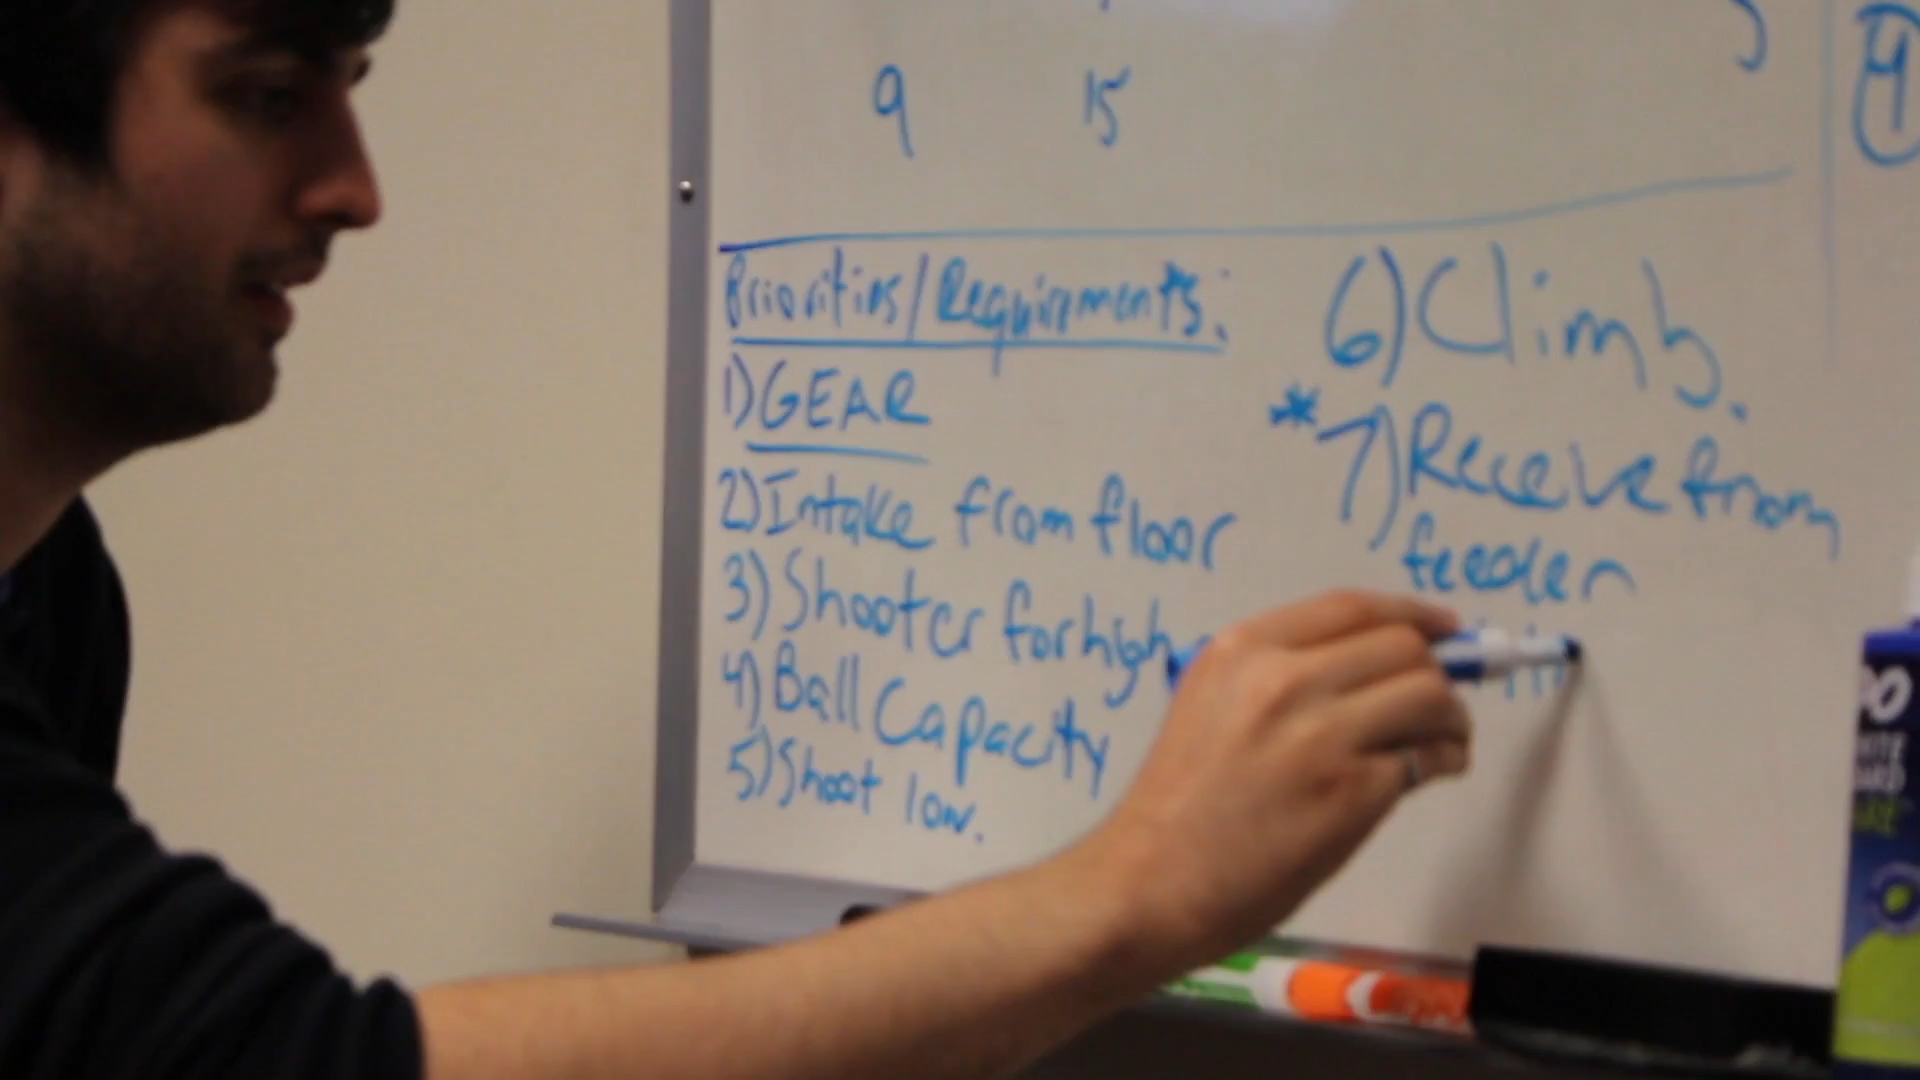 9 15
4
Priorities/Requirements:
1) GEAR
2) Intake from floor
3) Shooter for high
4) Ball Capacity
5) Shoot low.
6) Climb.
* 7) Receive from
feeder